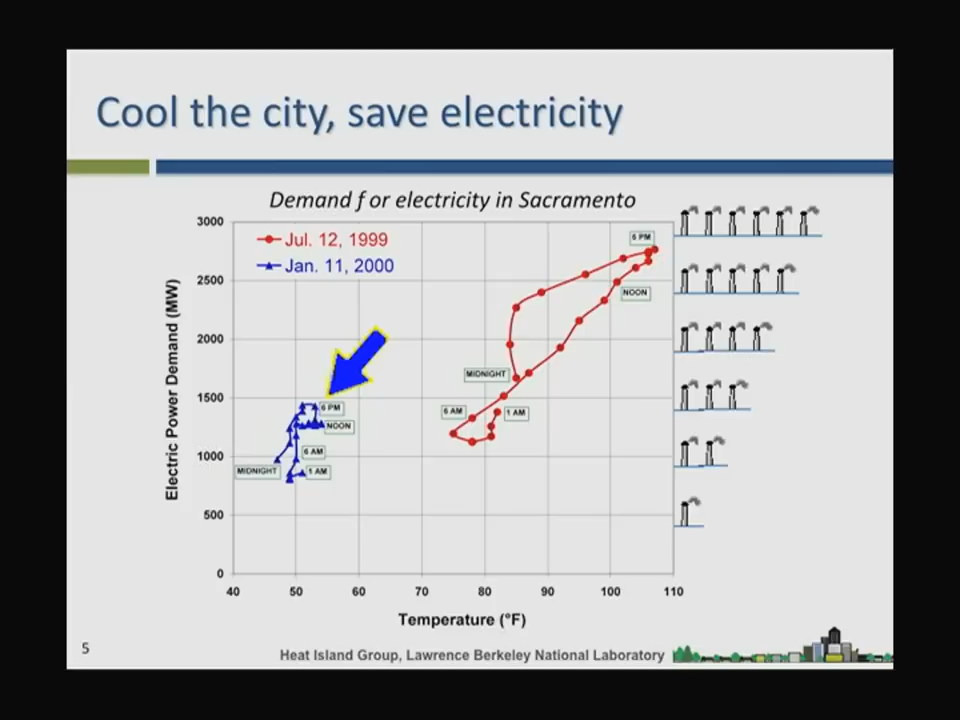 Cool the city, save electricity
Demand for electricity in Sacramento
Electric Power Demand (MW)
3000
2500
2000
1500
1000
500
0
Jul. 12, 1999
Jan. 11, 2000
6 PM
NOON
MIDNIGHT
6 AM
1 AM
6 PM
NOON
6 AM
MIDNIGHT
1 AM
40 50 60 70 80 90 100 110
Temperature (°F)
5
Heat Island Group, Lawrence Berkeley National Laboratory